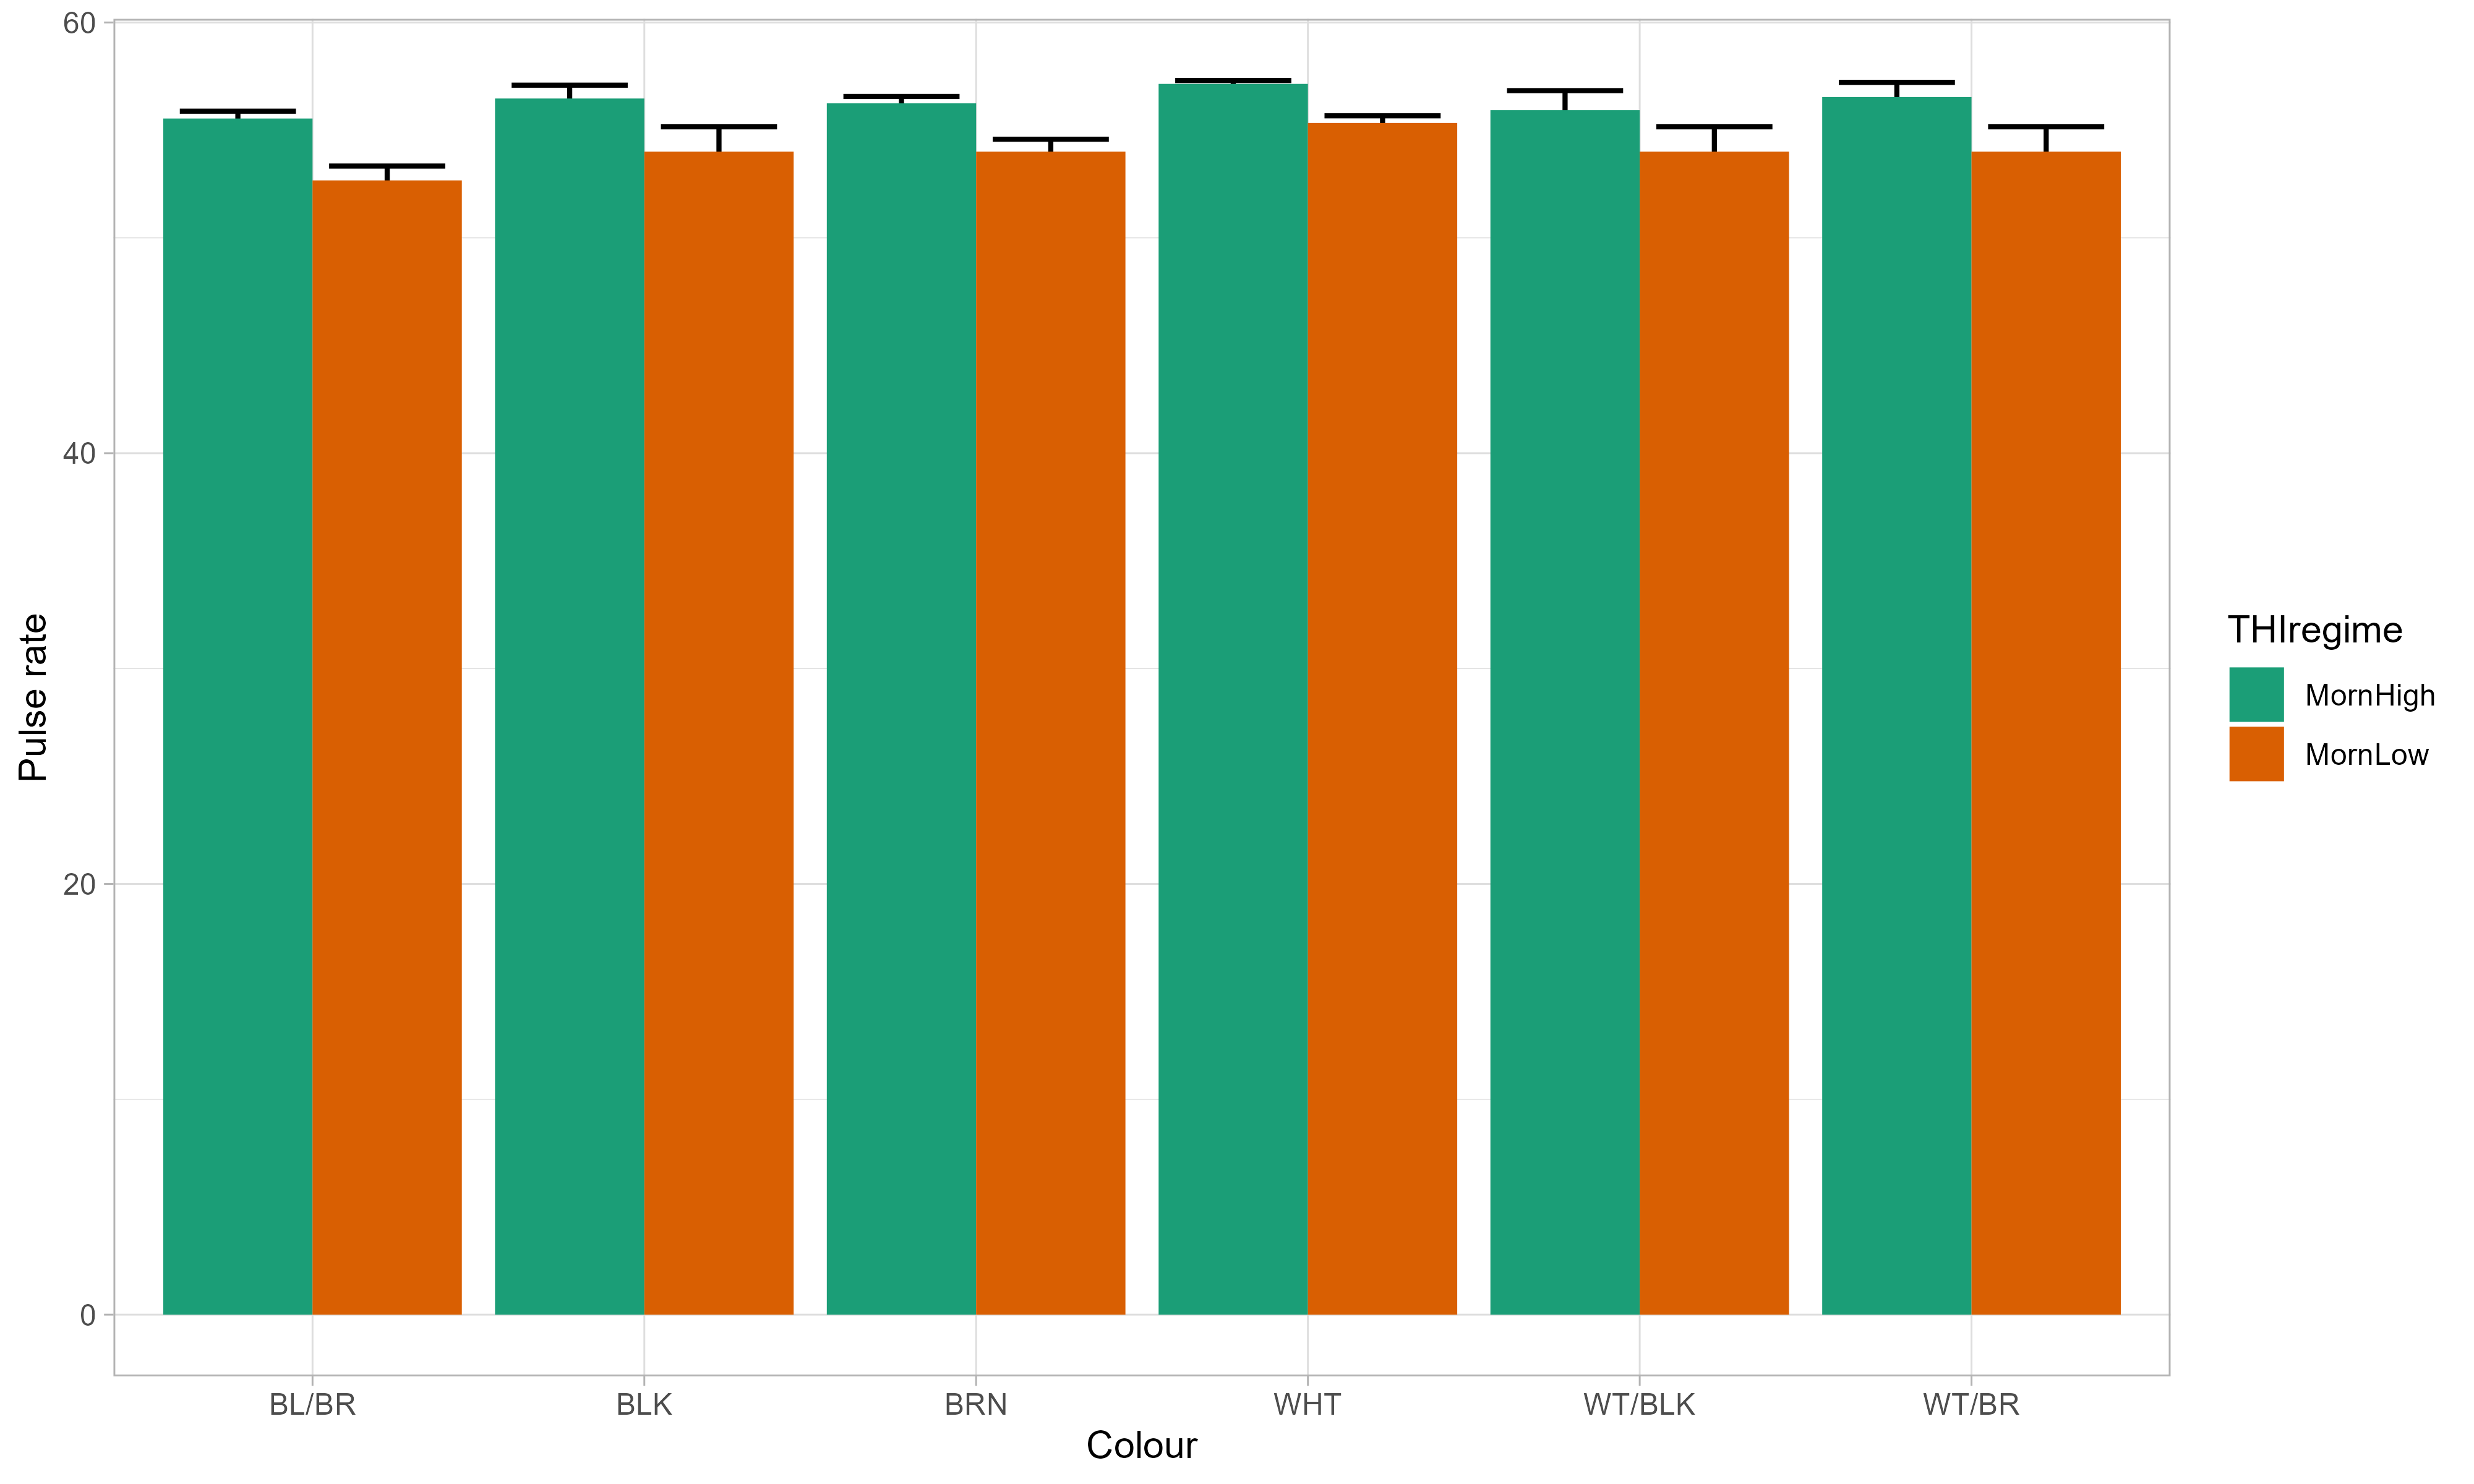 60
40
20
0
Pulse rate
BL/BR
BLK
BRN
WHT
WT/BLK
WT/BR
Colour
THIregime
MornHigh
MornLow